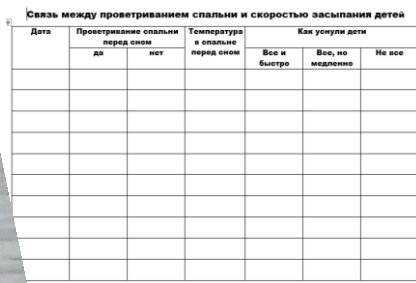 Связь между проветриванием спальни и скоростью засыпания детей
Дата Проветривание спальни перед сном Температура в спальне перед сном Как уснули дети
да нет Все и быстро Все, но медленно Не все